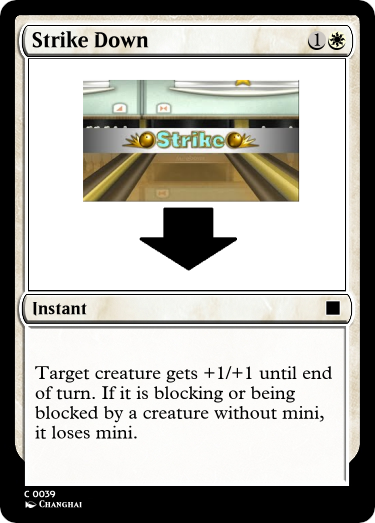 Strike Down 1
Strike
Instant
Target creature gets +1/+1 until end
of turn. If it is blocking or being
blocked by a creature without mini,
it loses mini.
C 0039
Changhai